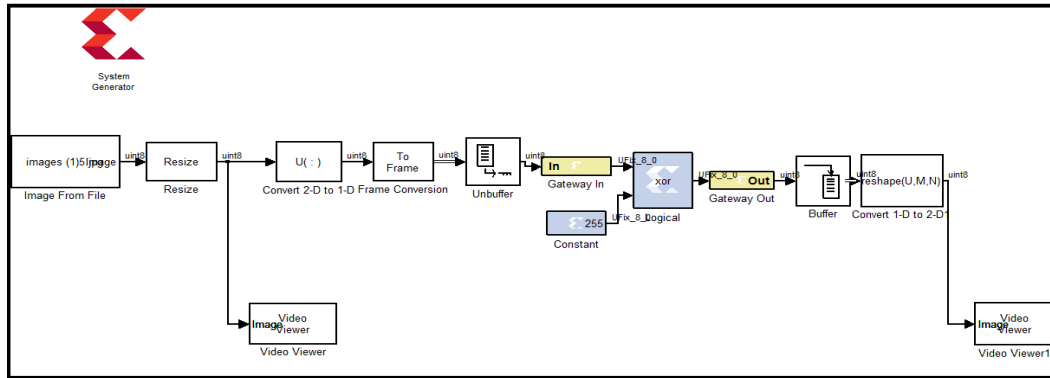 System
Generator
images (1)5.jpg
Image
uint8
Image From File
Resize
uint8
Resize
U( : )
uint8
Convert 2-D to 1-D
To
Frame
uint8
Frame Conversion
uint8
Unbuffer
In
UFix_8_0
Gateway In
255
UFix_8_0
Constant
xor
UFix_8_0
Logical
Out
uint8
Gateway Out
uint8
Buffer
reshape(U,M,N)
uint8
Convert 1-D to 2-D1
Image
Video
Viewer
Video Viewer
Image
Video
Viewer
Video Viewer1